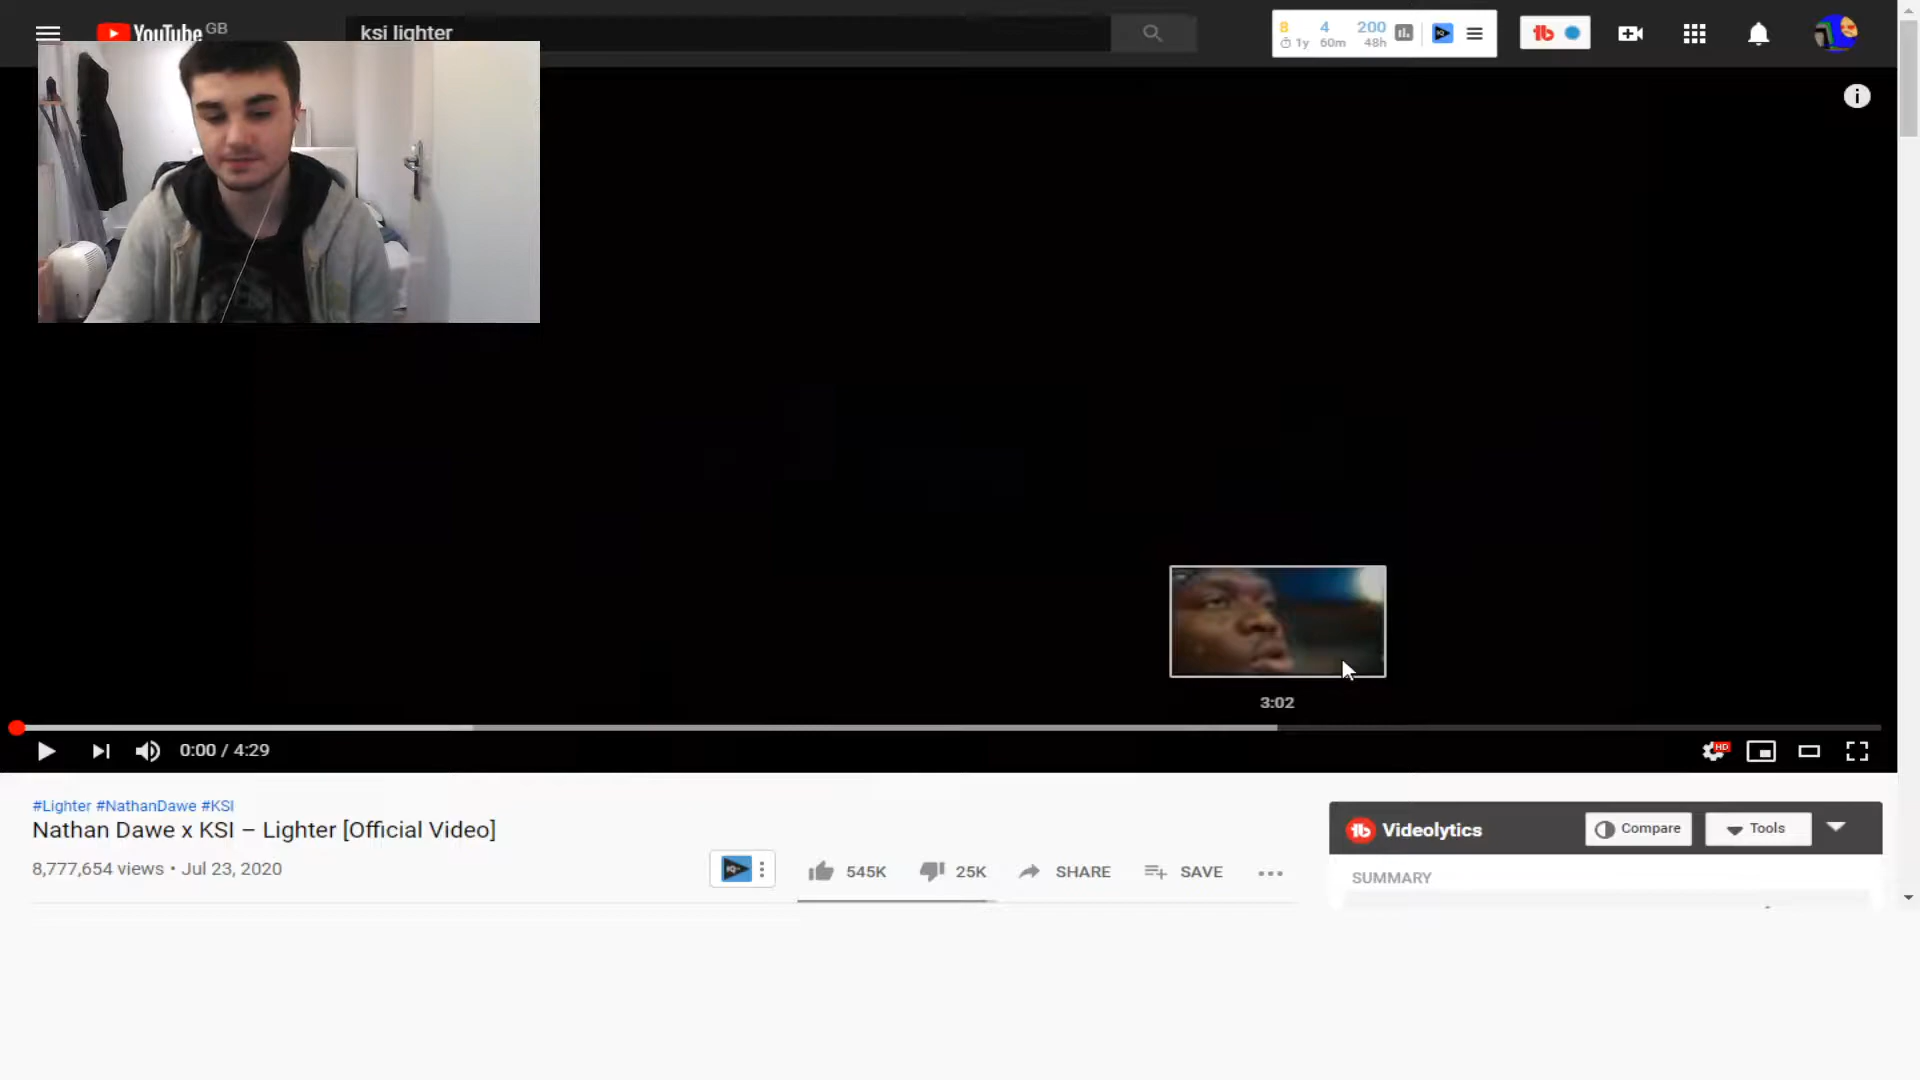 YouTube GB
ksi lighter
8 4 200
1y 60m 48h
3:02
0:00 / 4:29
HD
#Lighter #NathanDawe #KSI
Nathan Dawe x KSI – Lighter [Official Video]
8,777,654 views • Jul 23, 2020
545K
25K
SHARE
SAVE
Videolytics
Compare
Tools
SUMMARY